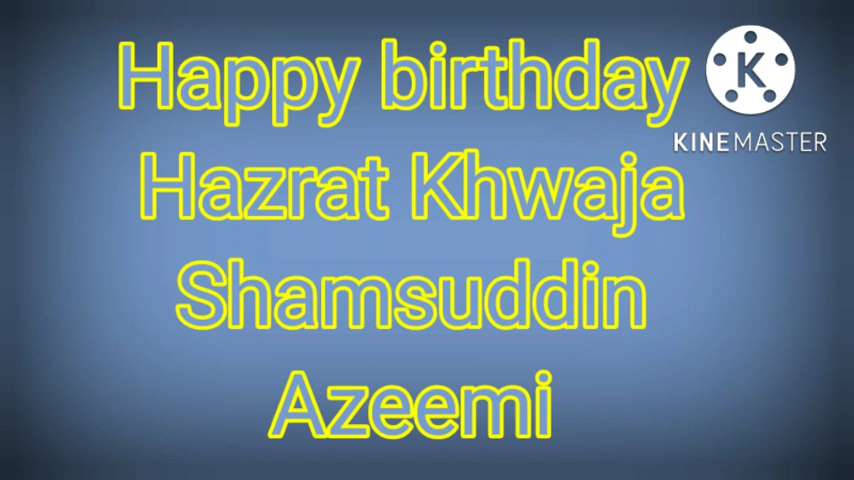 Happy birthday
Hazrat Khwaja
Shamsuddin
Azeemi
K
KINEMASTER